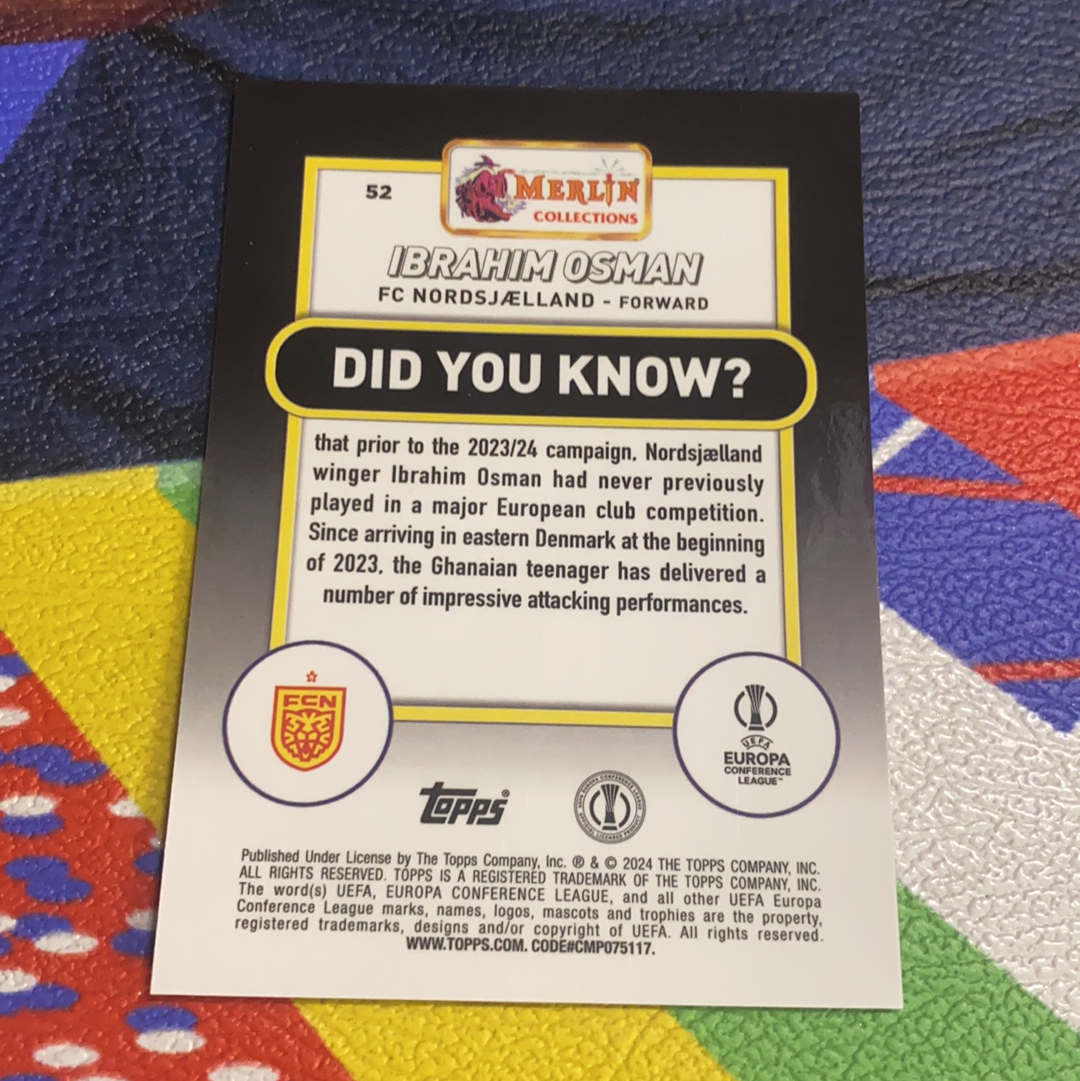 52
MERLIN
COLLECTIONS
IBRAHIM OSMAN
FC NORDSJÆLLAND - FORWARD
DID YOU KNOW?
that prior to the 2023/24 campaign, Nordsjælland
winger Ibrahim Osman had never previously
played in a major European club competition.
Since arriving in eastern Denmark at the beginning
of 2023, the Ghanaian teenager has delivered a
number of impressive attacking performances.
FCN
UEFA
EUROPA
CONFERENCE
LEAGUE™
Topps®
Published Under License by The Topps Company, Inc. ® & © 2024 THE TOPPS COMPANY, INC.
ALL RIGHTS RESERVED. TOPPS IS A REGISTERED TRADEMARK OF THE TOPPS COMPANY, INC.
The word(s) UEFA, EUROPA CONFERENCE LEAGUE, and all other UEFA Europa
Conference League marks, names, logos, mascots and trophies are the property,
registered trademarks, designs and/or copyright of UEFA. All rights reserved.
WWW.TOPPS.COM. CODE#CMP075117.